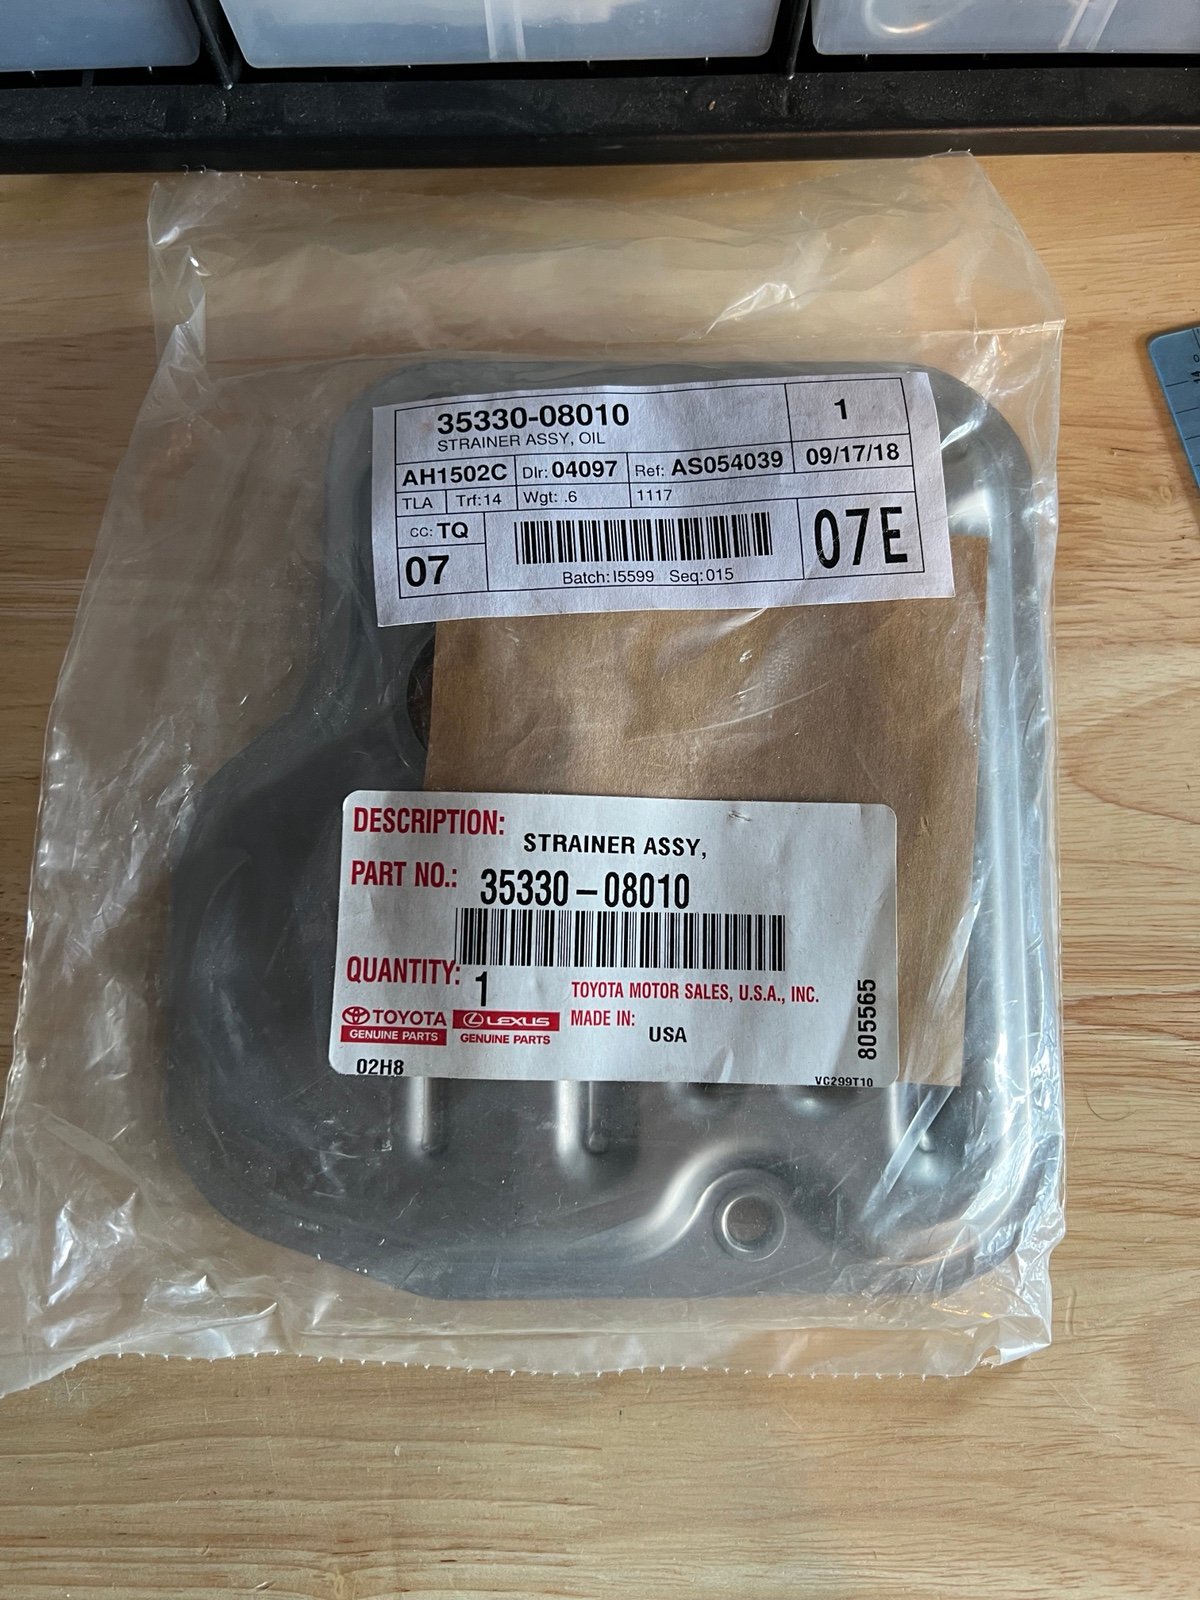 35330-08010
STRAINER ASSY, OIL
1
AH1502C Dlr: 04097 Ref: AS054039 09/17/18
TLA Trf:14 Wgt: .6 1117
CC: TQ
07
Batch: I5599 Seq: 015
07E
DESCRIPTION:
STRAINER ASSY,
PART NO.: 35330-08010
QUANTITY: 1
TOYOTA MOTOR SALES, U.S.A., INC.
TOYOTA
GENUINE PARTS
LEXUS
GENUINE PARTS
MADE IN: USA
805565
02H8
VC299T10